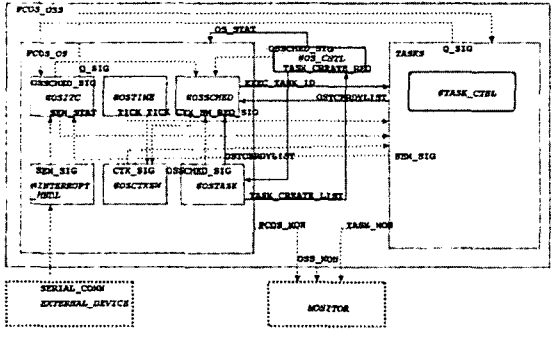 PCOS_OSS
OS_STAT
PCOS_OS
OSSCHED_SIG
@OS_CNTL
TASKS
Q_SIG
Q_SIG
TASK_CREATE_REQ
OSSCHED_SIG
@OSITC
@OSTIME
@OSSCHED
EXEC_TASK_ID
@TASK_CTRL
OSTCBRDYLIST
SEM_STAT
TICK
TICK
SEM_SIG
CTX_SIG
OSSCHED_SIG
OSTCBRDYLIST
SEM_SIG
@INTERRUPT
_HNDL
@OSCTXSW
@OSTASK
TASK_CREATE_LIST
PCOS_MON
TASK_MON
OSS_MON
SERIAL_COMM
EXTERNAL_DEVICE
MONITOR